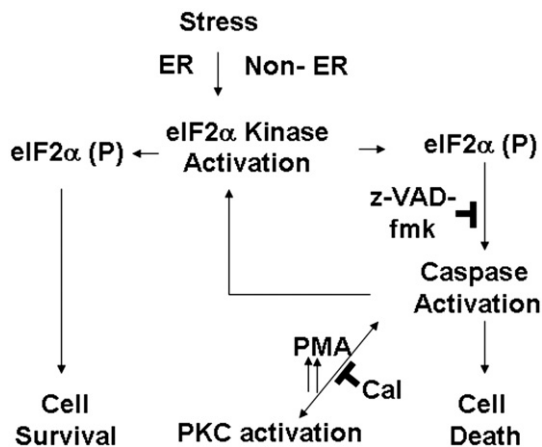 Stress
ER Non- ER
eIF2α (P) eIF2α Kinase Activation eIF2α (P)
z-VAD-
fmk
Caspase
Activation
PMA
Cal
Cell
Survival
PKC activation
Cell
Death